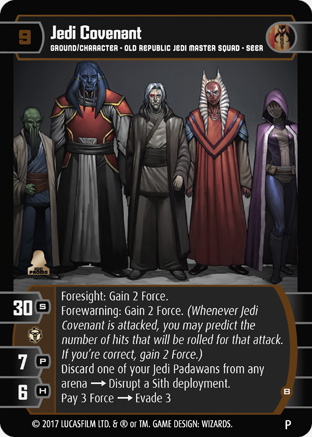 9
Jedi Covenant
GROUND/CHARACTER - OLD REPUBLIC JEDI MASTER SQUAD - SEER
30 S
7 P
6 H
Foresight: Gain 2 Force.
Forewarning: Gain 2 Force. (Whenever Jedi
Covenant is attacked, you may predict the
number of hits that will be rolled for that attack.
If you're correct, gain 2 Force.)
Discard one of your Jedi Padawans from any
arena → Disrupt a Sith deployment.
Pay 3 Force → Evade 3
B
© 2017 LUCASFILM LTD. & ® or TM. GAME DESIGN: WIZARDS.
P